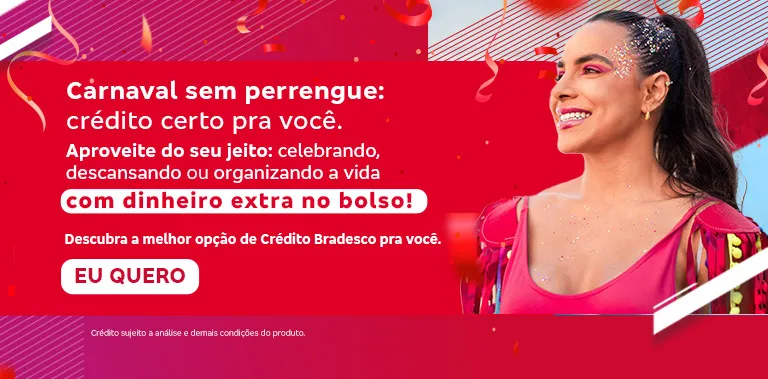 Carnaval sem perrengue:
crédito certo pra você.
Aproveite do seu jeito: celebrando,
descansando ou organizando a vida
com dinheiro extra no bolso!
Descubra a melhor opção de Crédito Bradesco pra você.
EU QUERO
Crédito sujeito a análise e demais condições do produto.